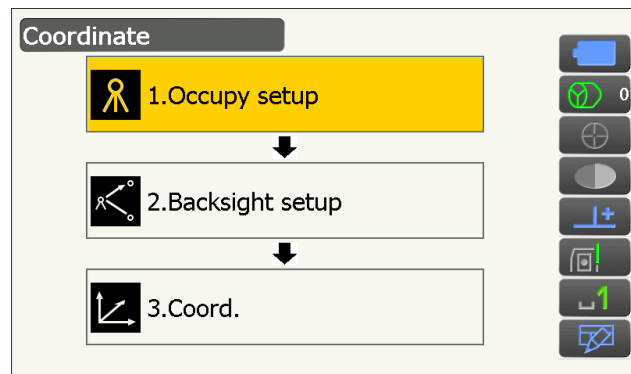 Coordinate
1.Occupy setup
0
2.Backsight setup
3.Coord.
1